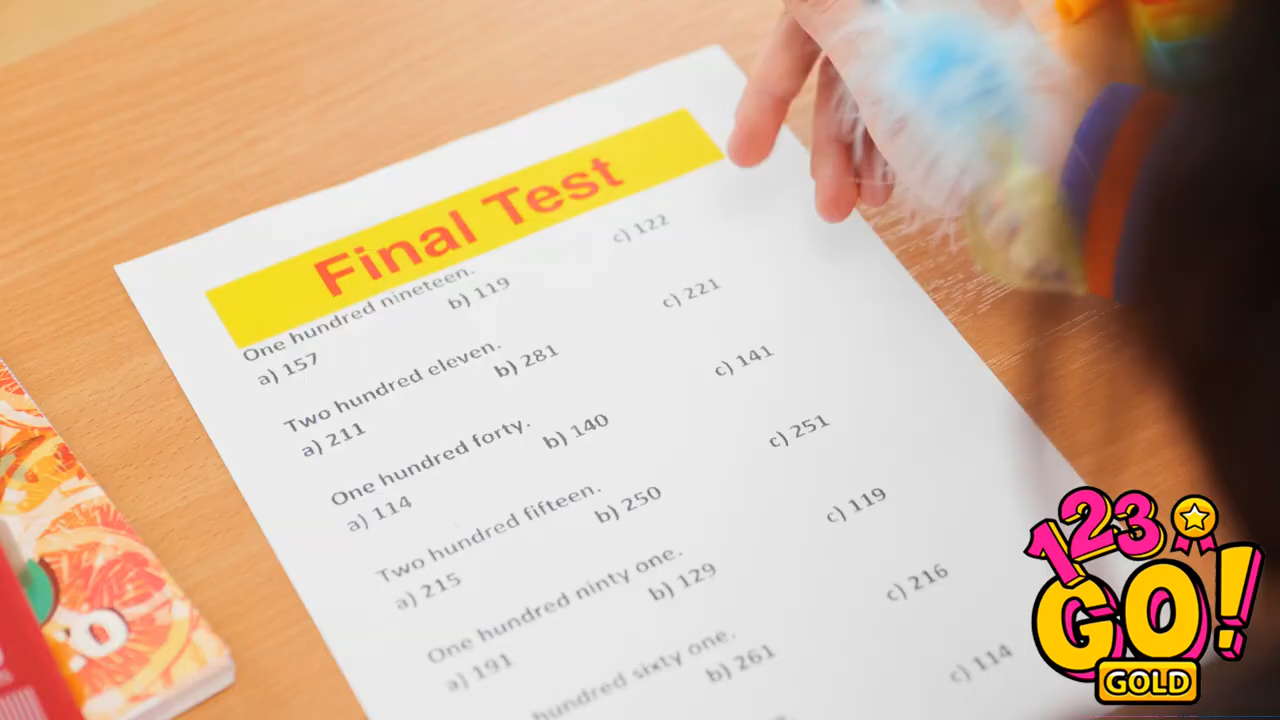 Final Test
One hundred nineteen.
a) 157 b) 119 c) 122
Two hundred eleven.
a) 211 b) 281 c) 221
One hundred forty.
a) 114 b) 140 c) 141
Two hundred fifteen.
a) 215 b) 250 c) 251
One hundred ninty one.
a) 191 b) 129 c) 119
hundred sixty one.
b) 261 c) 216
c) 114
123
GO!
GOLD